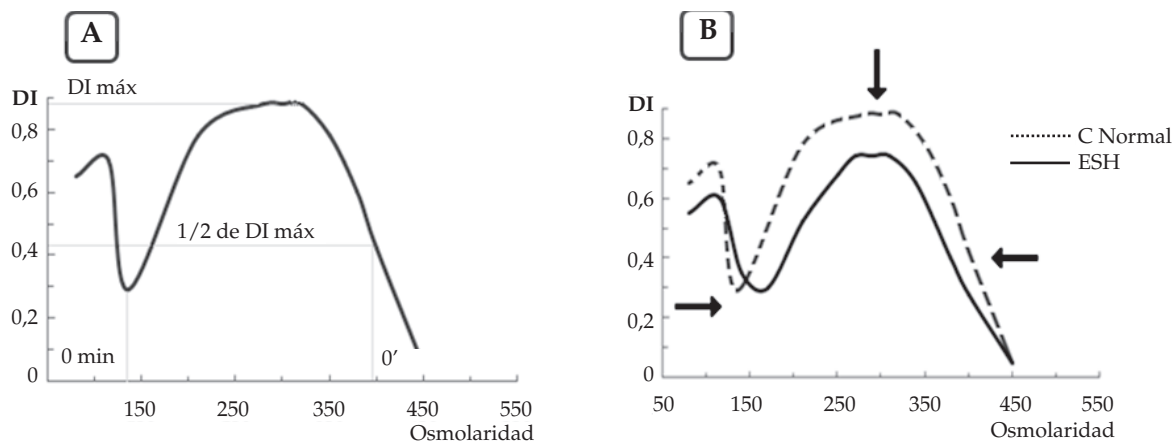 A
DI máx
DI
0,8
0,6
0,4
0,2
0
1/2 de DI máx
0 min
0'
150 250 350 450 550
Osmolaridad
B
DI
0,8
0,6
0,4
0,2
0
C Normal
ESH
50 150 250 350 450 550
Osmolaridad